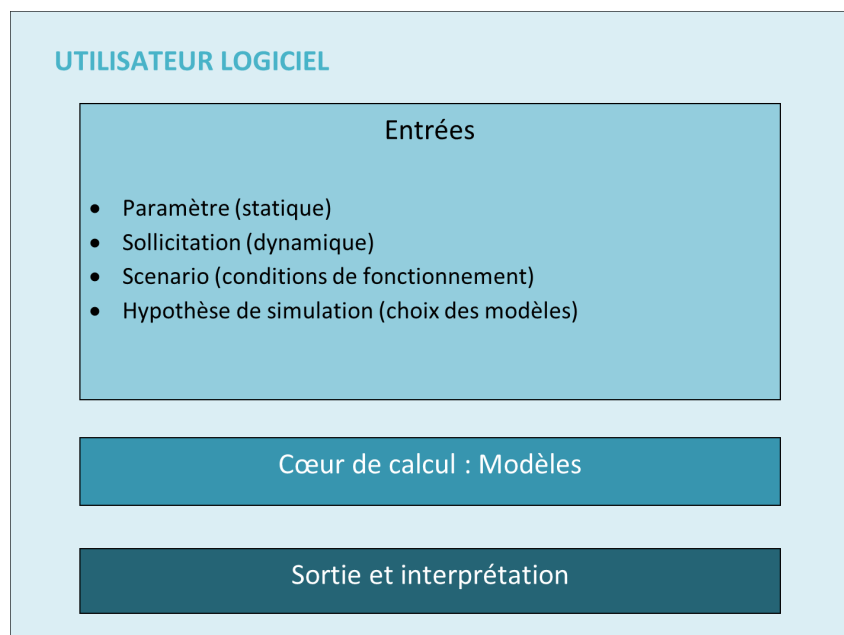 UTILISATEUR LOGICIEL
Entrées
• Paramètre (statique)
• Sollicitation (dynamique)
• Scenario (conditions de fonctionnement)
• Hypothèse de simulation (choix des modèles)
Cœur de calcul : Modèles
Sortie et interprétation